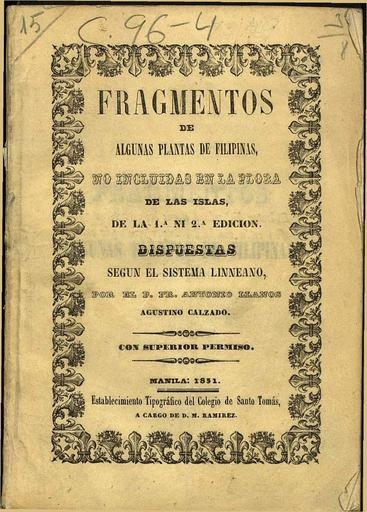 15
C. 96-4
FRAGMENTOS
DE
ALGUNAS PLANTAS DE FILIPINAS,
NO INCLUIDAS EN LA FLORA
DE LAS ISLAS,
DE LA 1.ª NI 2.ª EDICION.
DISPUESTAS
SEGUN EL SISTEMA LINNEANO,
POR EL P. FR. ANTONIO LLANOS
AGUSTINO CALZADO.
CON SUPERIOR PERMISO.
MANILA: 1851.
Establecimiento Tipográfico del Colegio de Santo Tomás,
A CARGO DE D. M. RAMIREZ.